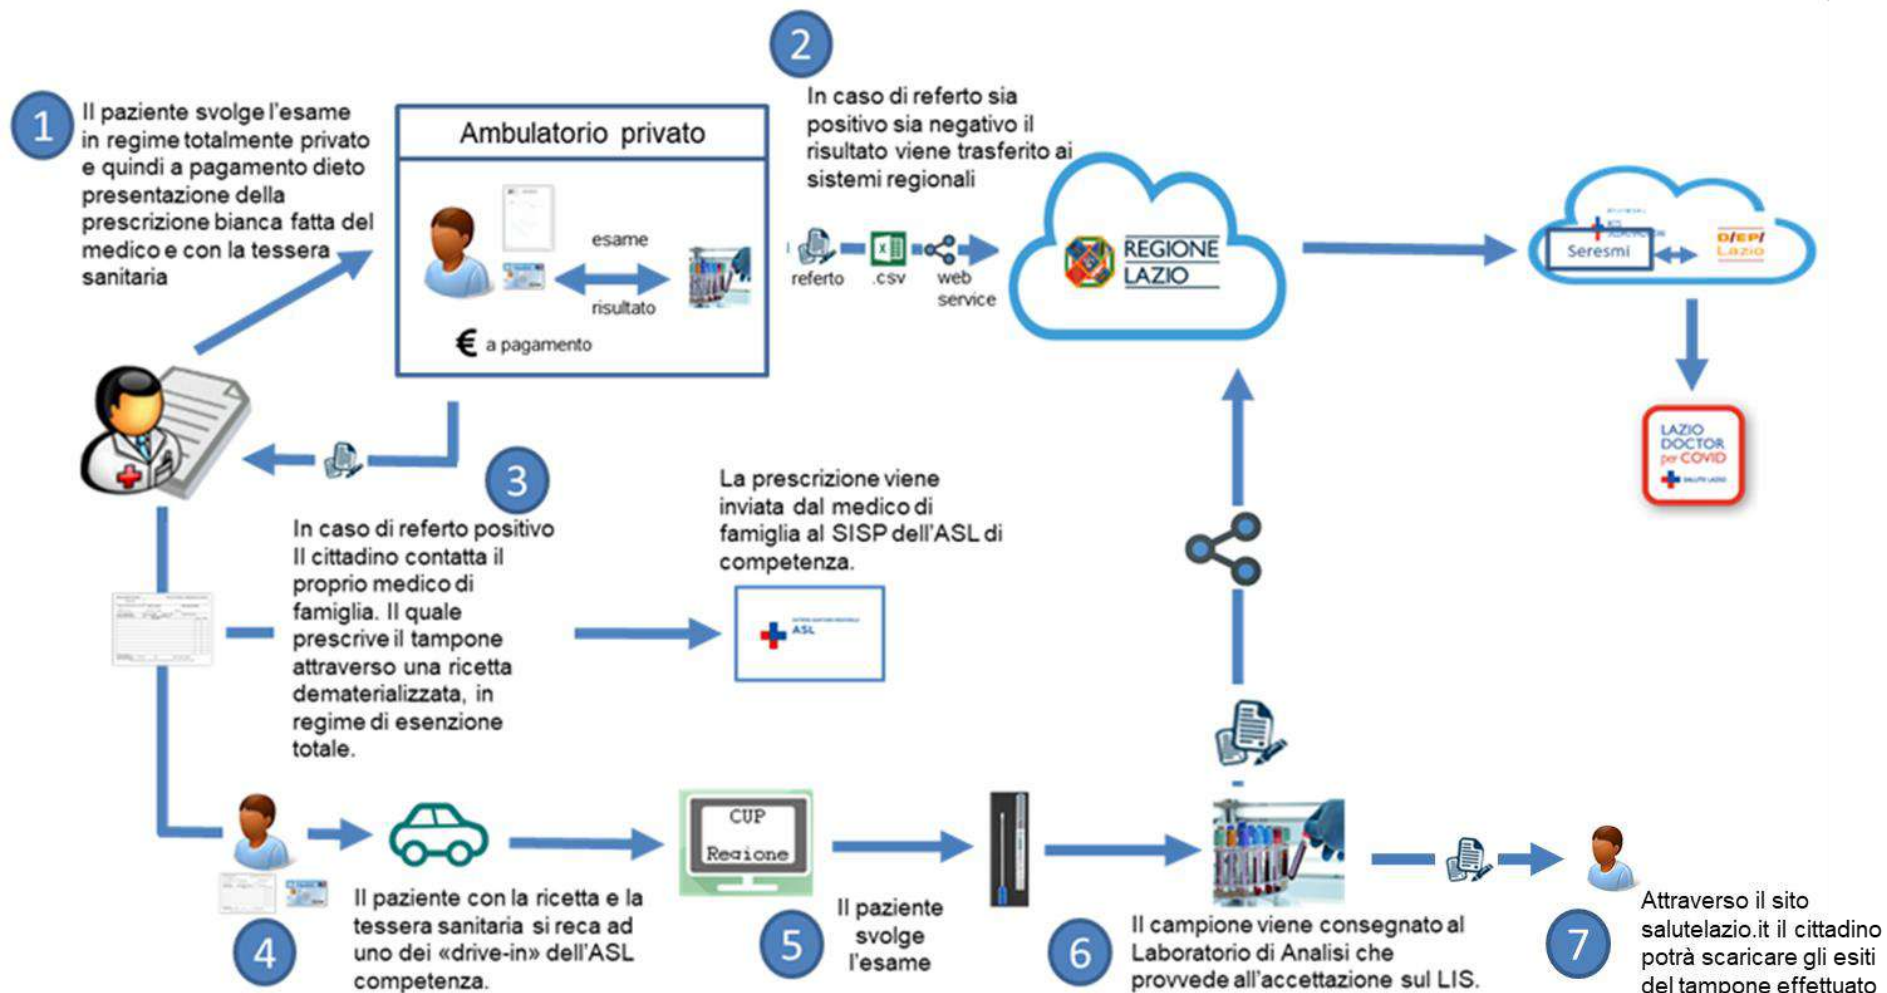 1
Il paziente svolge l'esame
in regime totalmente privato
e quindi a pagamento dieto
presentazione della
prescrizione bianca fatta del
medico e con la tessera
sanitaria
Ambulatorio privato
esame
risultato
€ a pagamento
2
In caso di referto sia
positivo sia negativo il
risultato viene trasferito ai
sistemi regionali
referto
.csv
web
service
REGIONE
LAZIO
Seresmi
D/EP/
Lazio
LAZIO
DOCTOR
per COVID
SALUTE LAZIO
3
In caso di referto positivo
Il cittadino contatta il
proprio medico di
famiglia. Il quale
prescrive il tampone
attraverso una ricetta
dematerializzata, in
regime di esenzione
totale.
La prescrizione viene
inviata dal medico di
famiglia al SISP dell'ASL di
competenza.
ASL
4
Il paziente con la ricetta e la
tessera sanitaria si reca ad
uno dei «drive-in» dell'ASL
competenza.
CUP
Regione
5
Il paziente
svolge
l'esame
6
Il campione viene consegnato al
Laboratorio di Analisi che
provvede all'accettazione sul LIS.
7
Attraverso il sito
salutelazio.it il cittadino
potrà scaricare gli esiti
del tampone effettuato